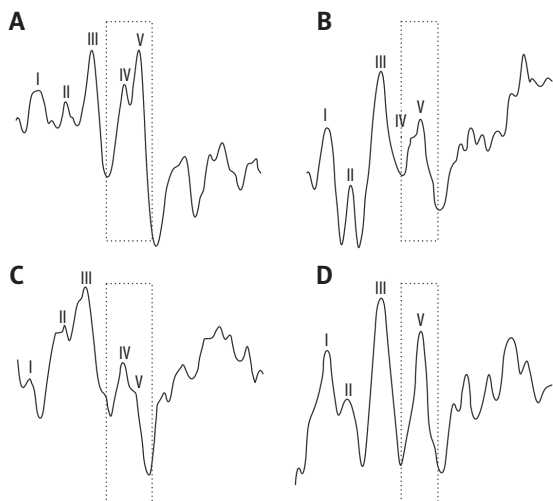 A
I II III IV V
B
I II III IV V
C
I II III IV V
D
I II III V